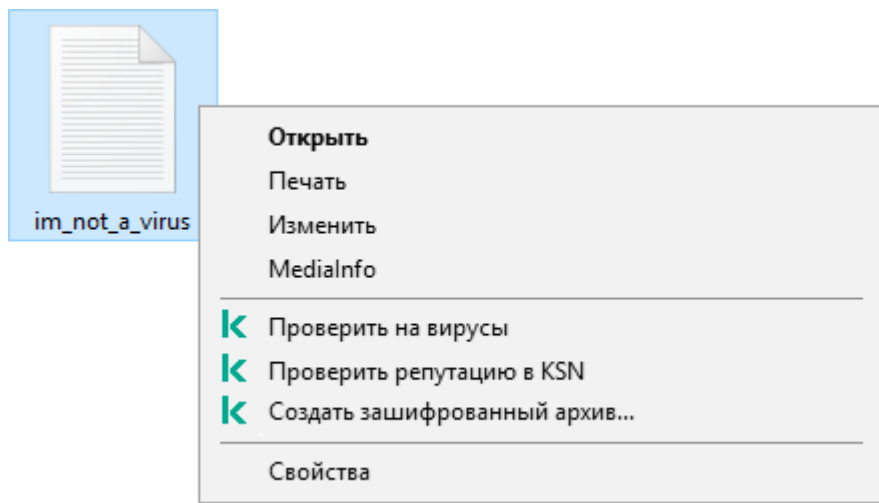 im_not_a_virus
Открыть
Печать
Изменить
MediaInfo
Проверить на вирусы
Проверить репутацию в KSN
Создать зашифрованный архив...
Свойства